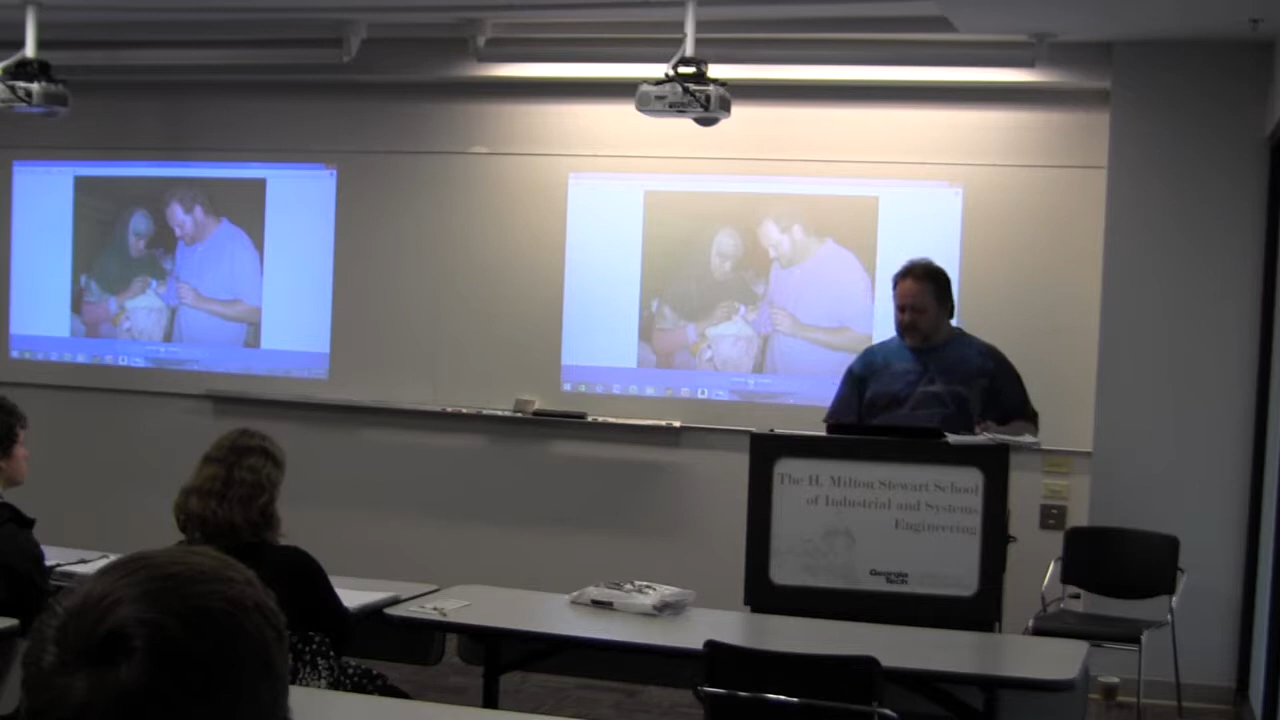 The H. Milton Stewart School
of Industrial and Systems
Engineering
Georgia
Tech